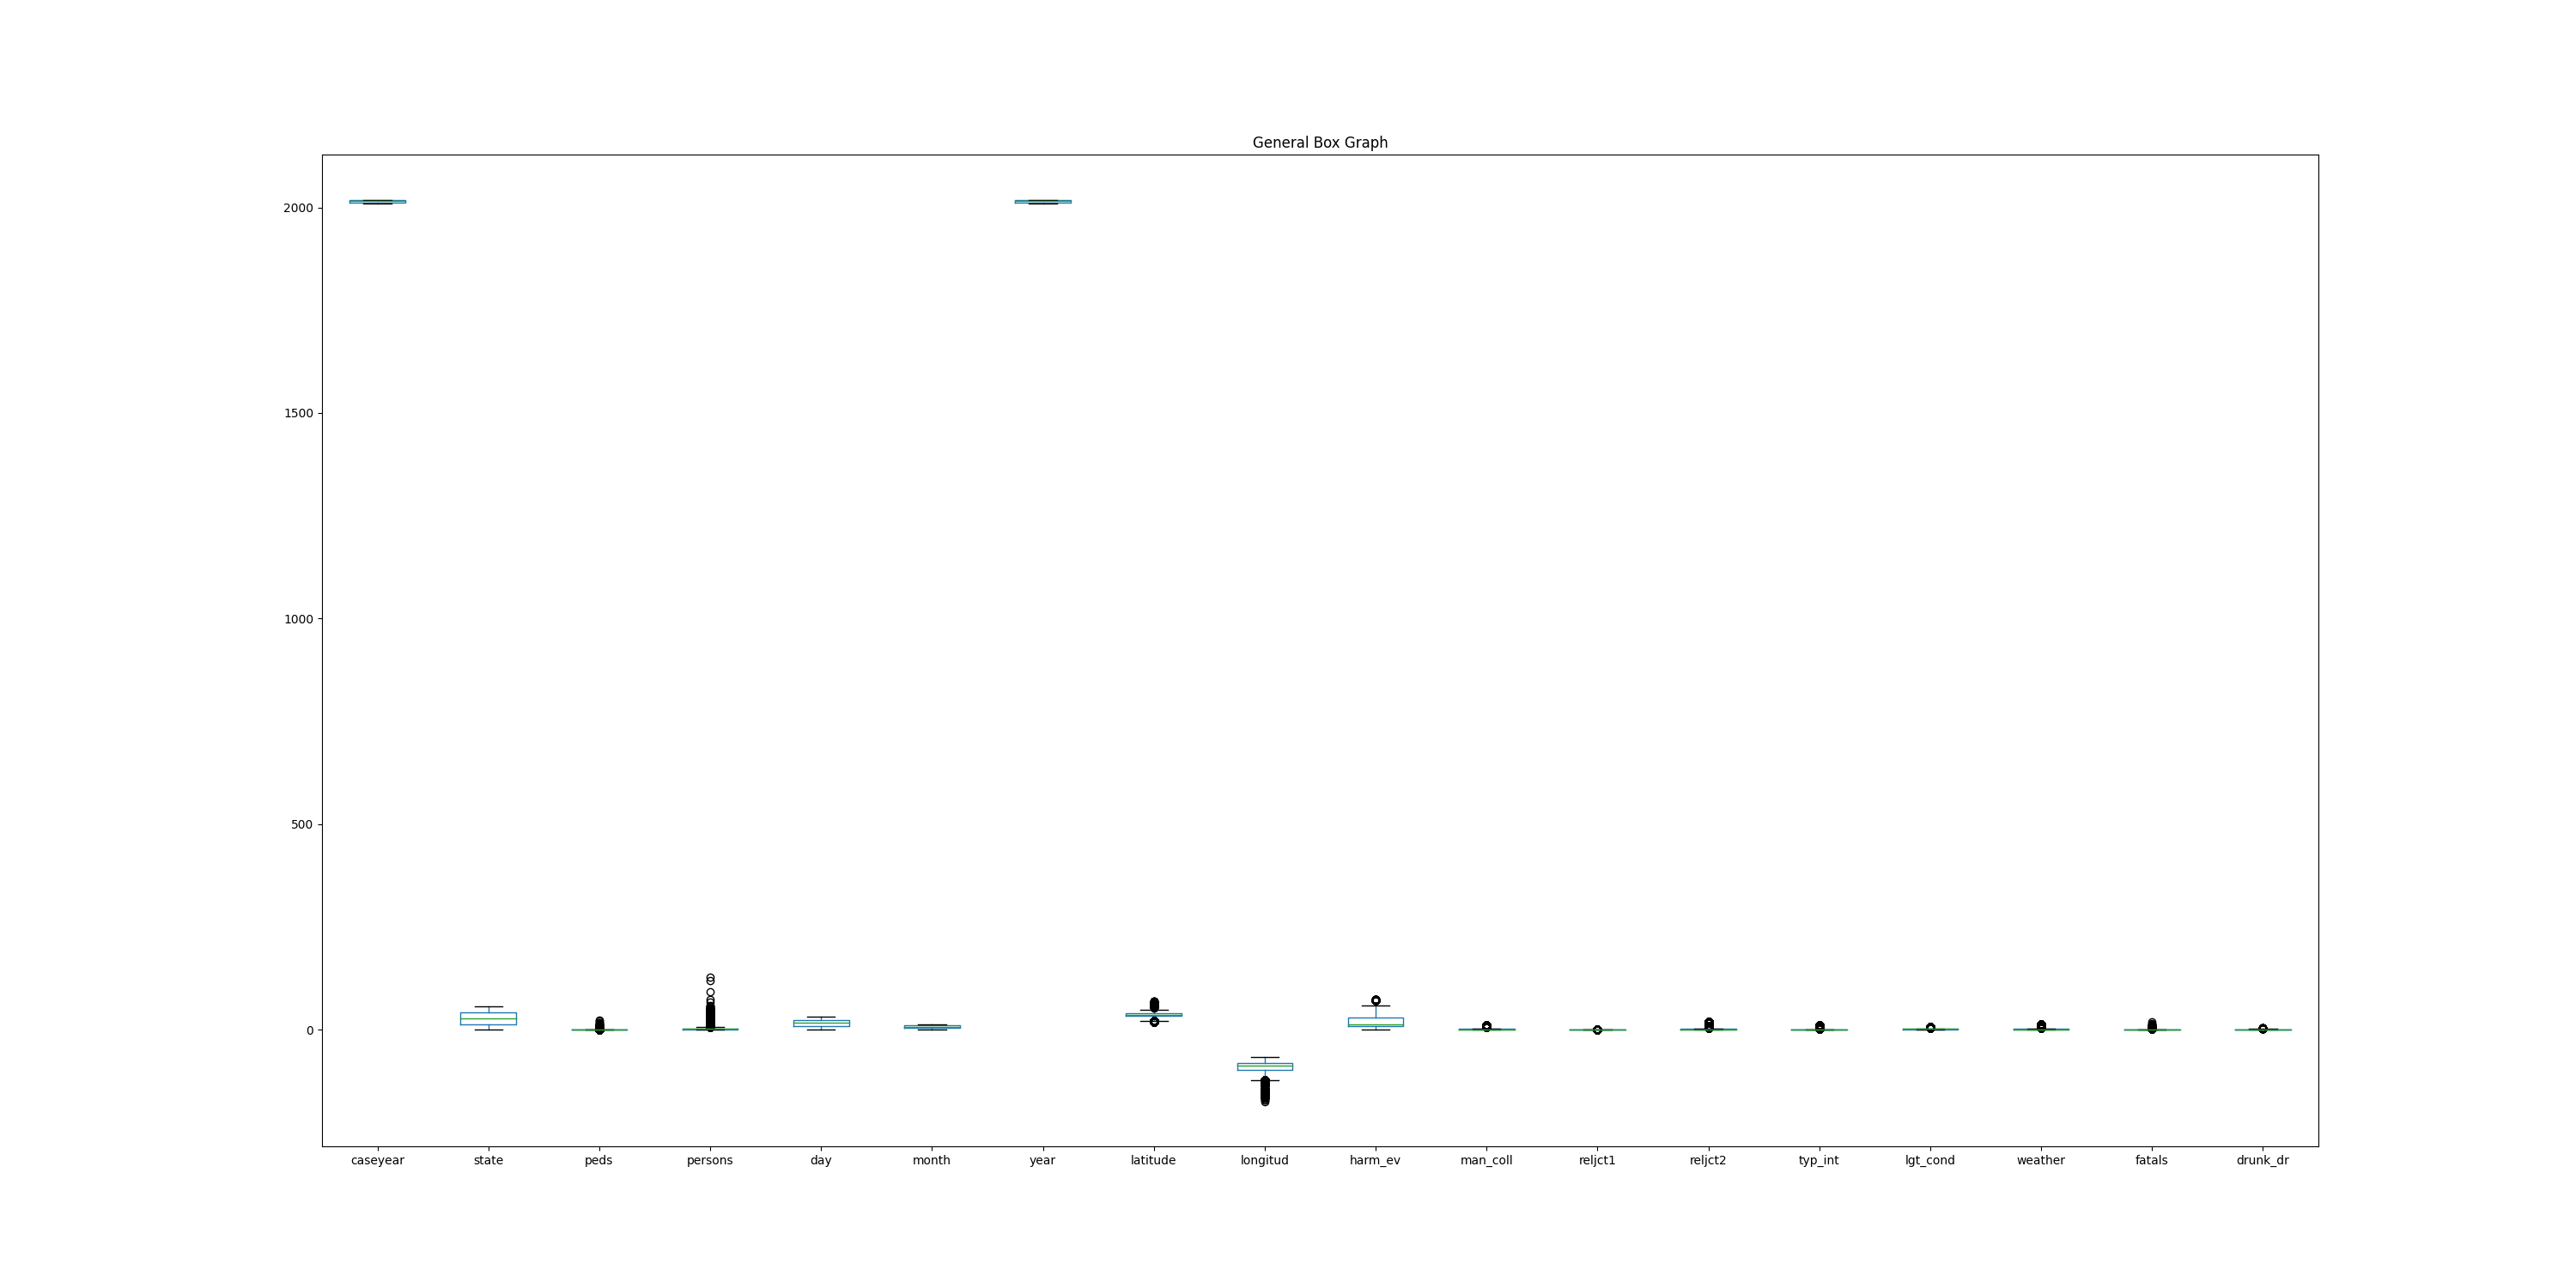 General Box Graph
2000
1500
1000
500
0
caseyear state peds persons day month year latitude longitud harm_ev man_coll reljct1 reljct2 typ_int lgt_cond weather fatals drunk_dr